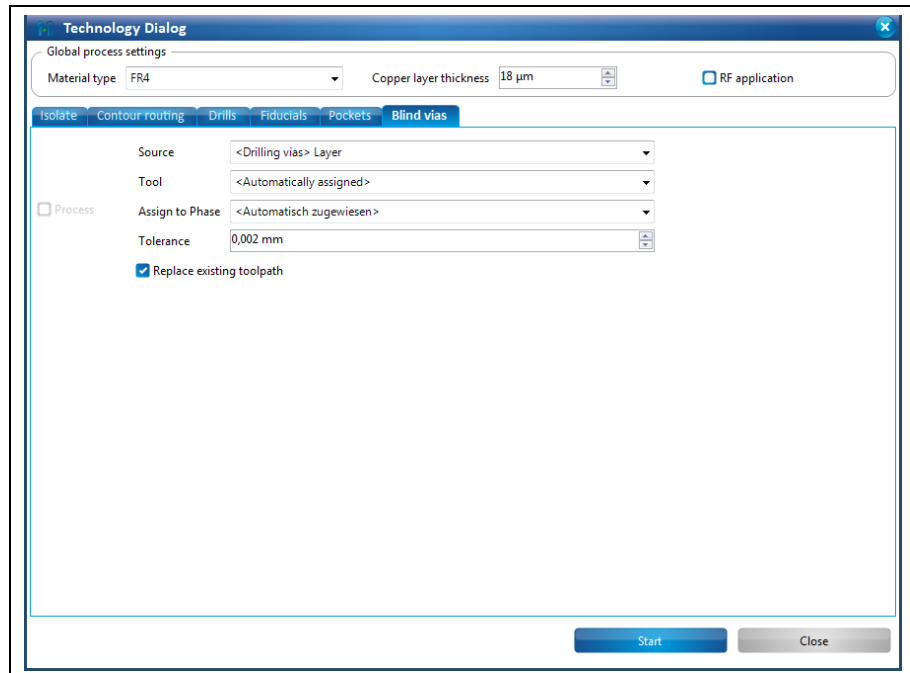 Technology Dialog
Global process settings
Material type FR4 Copper layer thickness 18 µm RF application
Isolate Contour routing Drills Fiducials Pockets Blind vias
Source <Drilling vias> Layer
Tool <Automatically assigned>
Process Assign to Phase <Automatisch zugewiesen>
Tolerance 0,002 mm
Replace existing toolpath
Start Close